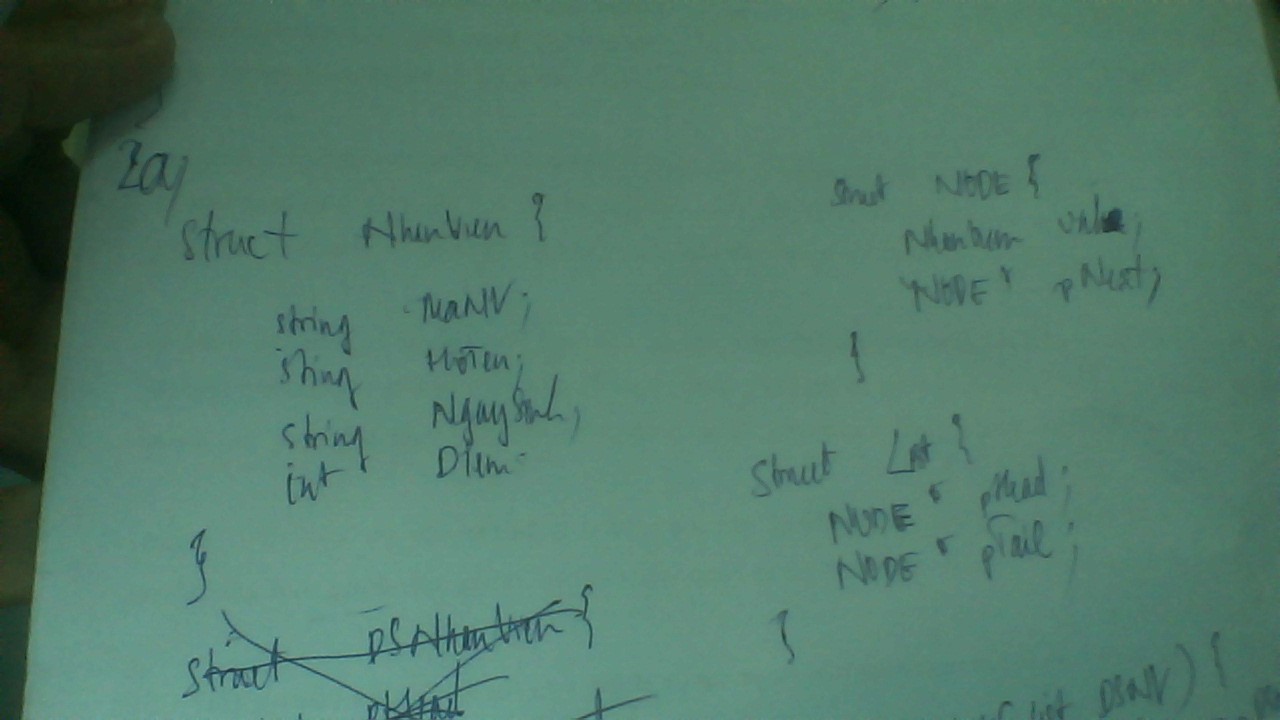 2a)
struct NhanVien {
string MaNV;
string HoTen;
string NgaySinh;
int Diem
}
struct DSNhanVien {
pHead
struct NODE {
NhanVien value;
NODE* pNext;
}
struct List {
NODE* pHead;
NODE* pTail;
}
List DSNV) {